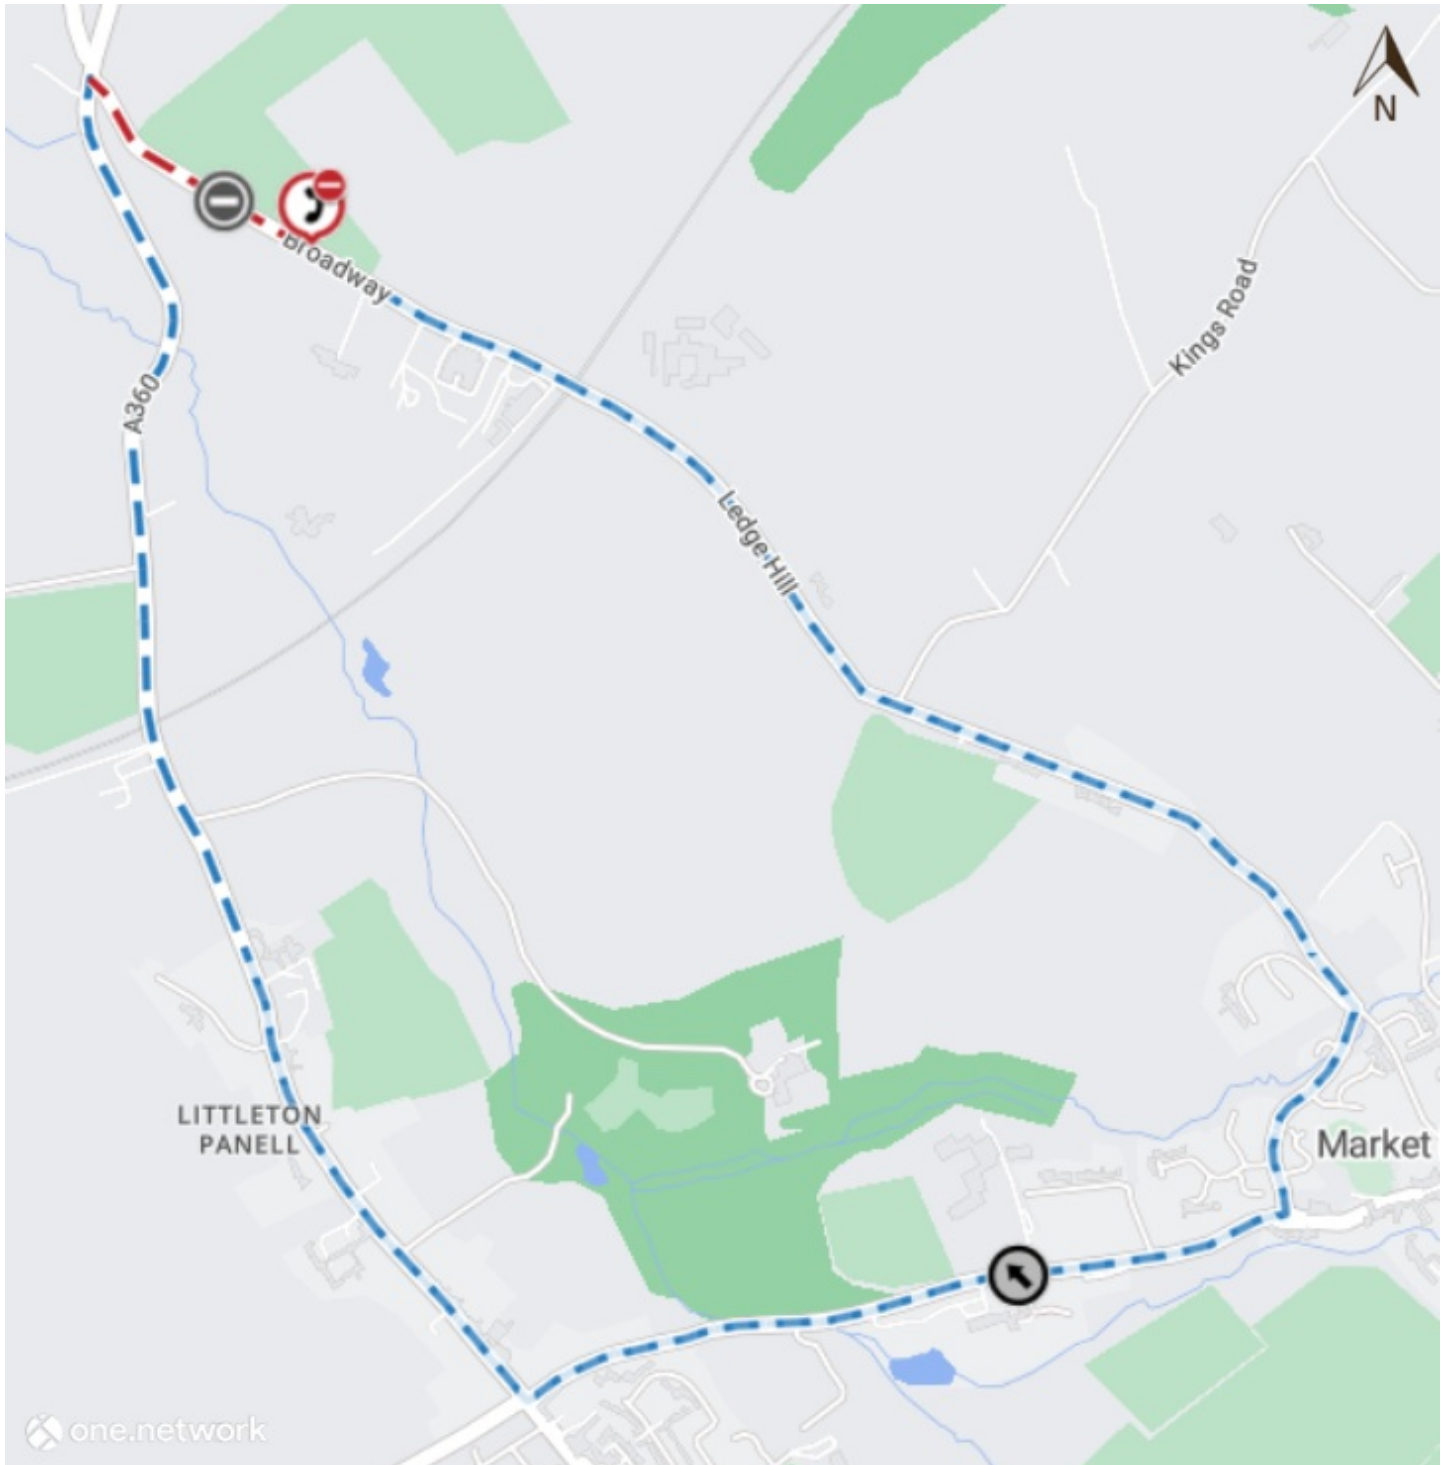 N
Broadway
Kings Road
A360
Ledge Hill
LITTLETON
PANELL
Market
one.network